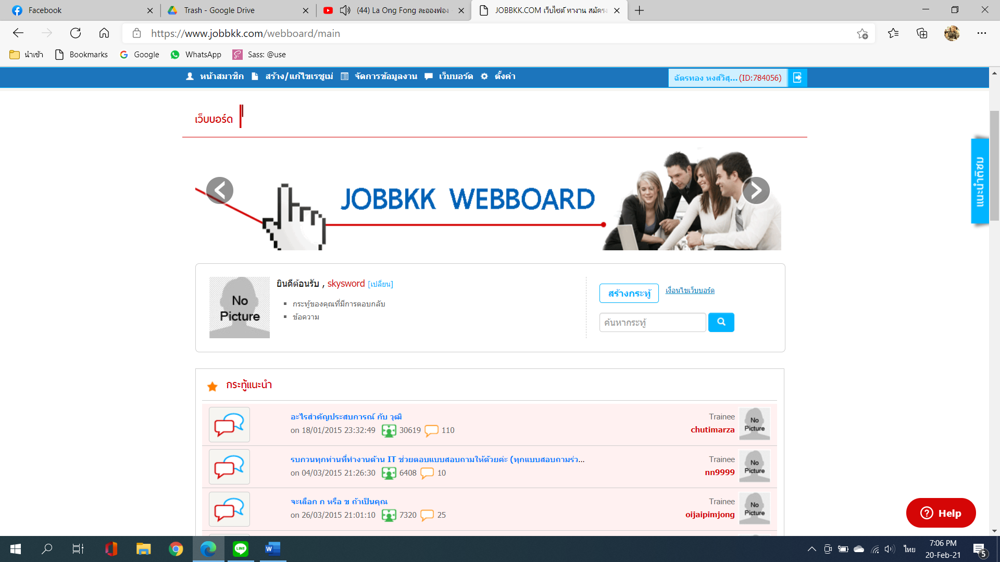 Facebook
Trash - Google Drive
(44) La Ong Fong ละอองฟอง
JOBBKK.COM เว็บไซต์ หางาน สมัครง
https://www.jobbkk.com/webboard/main
นำเข้า
Bookmarks
Google
WhatsApp
Sass: @use
หน้าสมาชิก
สร้าง/แก้ไขเรซูเม่
จัดการข้อมูลงาน
เว็บบอร์ด
ตั้งค่า
ฉัตรทอง หงส์วิสุ... (ID:784056)
เว็บบอร์ด
แนะนำติชม
JOBBKK WEBBOARD
No Picture
ยินดีต้อนรับ , skysword [เปลี่ยน]
กระทู้ของคุณที่มีการตอบกลับ
ข้อความ
สร้างกระทู้
เงื่อนไขเว็บบอร์ด
ค้นหากระทู้
กระทู้แนะนำ
อะไรสำคัญประสบการณ์ กับ วุฒิ
on 18/01/2015 23:32:49 30619 110
Trainee
chutimarza
No Picture
รบกวนทุกท่านที่ทำงานด้าน IT ช่วยตอบแบบสอบถามให้ด้วยค่ะ (ทุกแบบสอบถามร่ว...
on 04/03/2015 21:26:30 6408 10
Trainee
nn9999
No Picture
จะเลือก ก หรือ ข ถ้าเป็นคุณ
on 26/03/2015 21:01:10 7320 25
Trainee
oijaipimjong
No Picture
Help
LINE
W
ไทย
7:06 PM
20-Feb-21
5